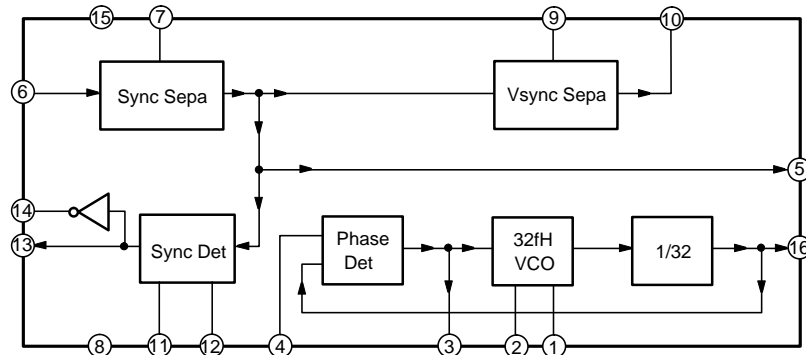 15
7
9
10
6
Sync Sepa
Vsync Sepa
5
14
13
Sync Det
Phase
Det
32fH
VCO
1/32
16
8
11
12
4
3
2
1